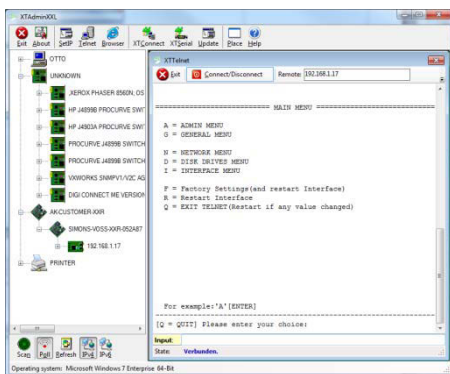 XTAdminXXL
Exit About SetIP Telnet Browser XTConnect XTSerial Update Place Help
OTTO
UNKNOWN
XEROX PHASER 8560N, OS
HP J4899B PROCURVE SWIT
HP J4903A PROCURVE SWIT
PROCURVE J4899B SWITCH
PROCURVE J4899B SWITCH
VXWORKS SNMPV1/V2C AG
DIGI CONNECT ME VERSION
AK-CUSTOMER-XXR
SIMONS-VOSS-XXR-052A87
192.168.1.17
PRINTER
Scan Poll Refresh IPv4 IPv6
Operating system: Microsoft Windows 7 Enterprise 64-Bit
XTTelnet
Exit Connect/Disconnect Remote: 192.168.1.17
MAIN MENU
A = ADMIN MENU
G = GENERAL MENU
N = NETWORK MENU
D = DISK DRIVES MENU
I = INTERFACE MENU
F = Factory Settings(and restart Interface)
R = Restart Interface
Q = EXIT TELNET(Restart if any value changed)
For example:'A'[ENTER]
[Q = QUIT] Please enter your choice:
Input:
State: Verbunden.